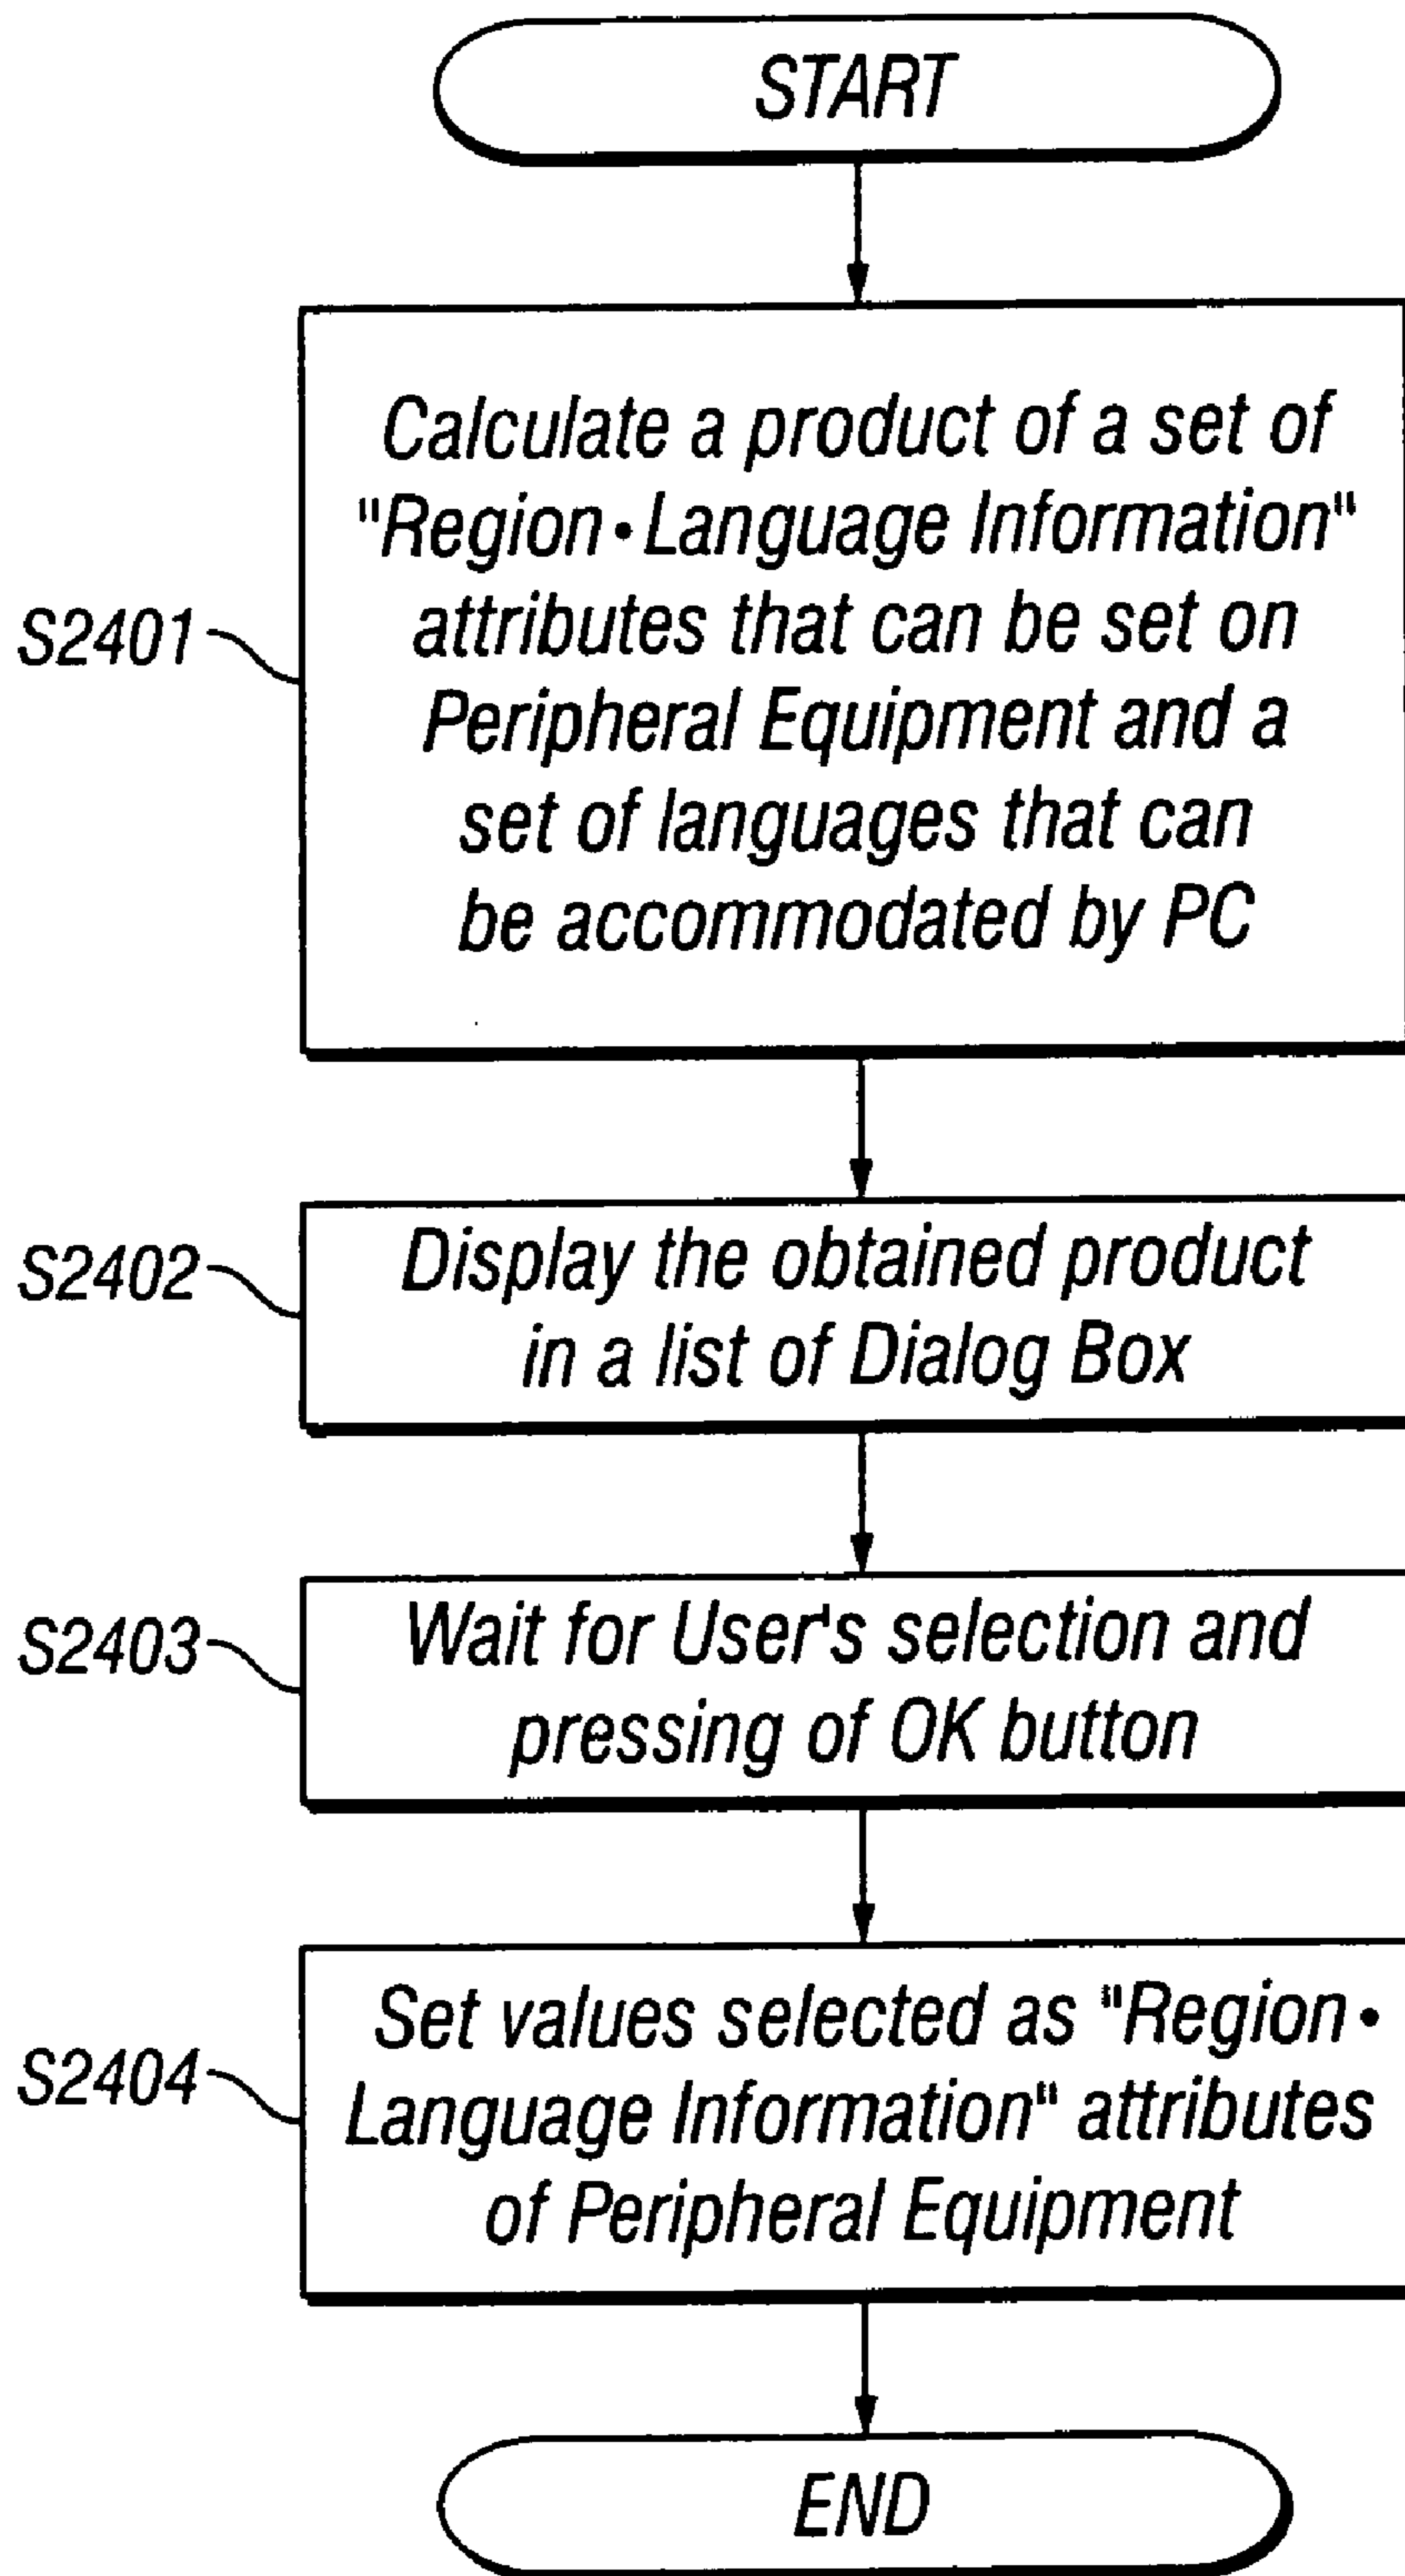 START
Calculate a product of a set of
"Region·Language Information"
attributes that can be set on
Peripheral Equipment and a
set of languages that can
be accommodated by PC
S2401
Display the obtained product
in a list of Dialog Box
S2402
Wait for User's selection and
pressing of OK button
S2403
Set values selected as "Region·
Language Information" attributes
of Peripheral Equipment
S2404
END